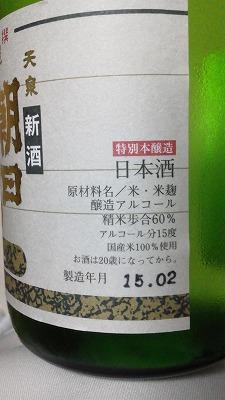 撰
天泉
朝日
新酒
特別本醸造
日本酒
原材料名／米・米麹
醸造アルコール
精米歩合60%
アルコール分15度
国産米100%使用
お酒は20歳になってから。
製造年月 15.02